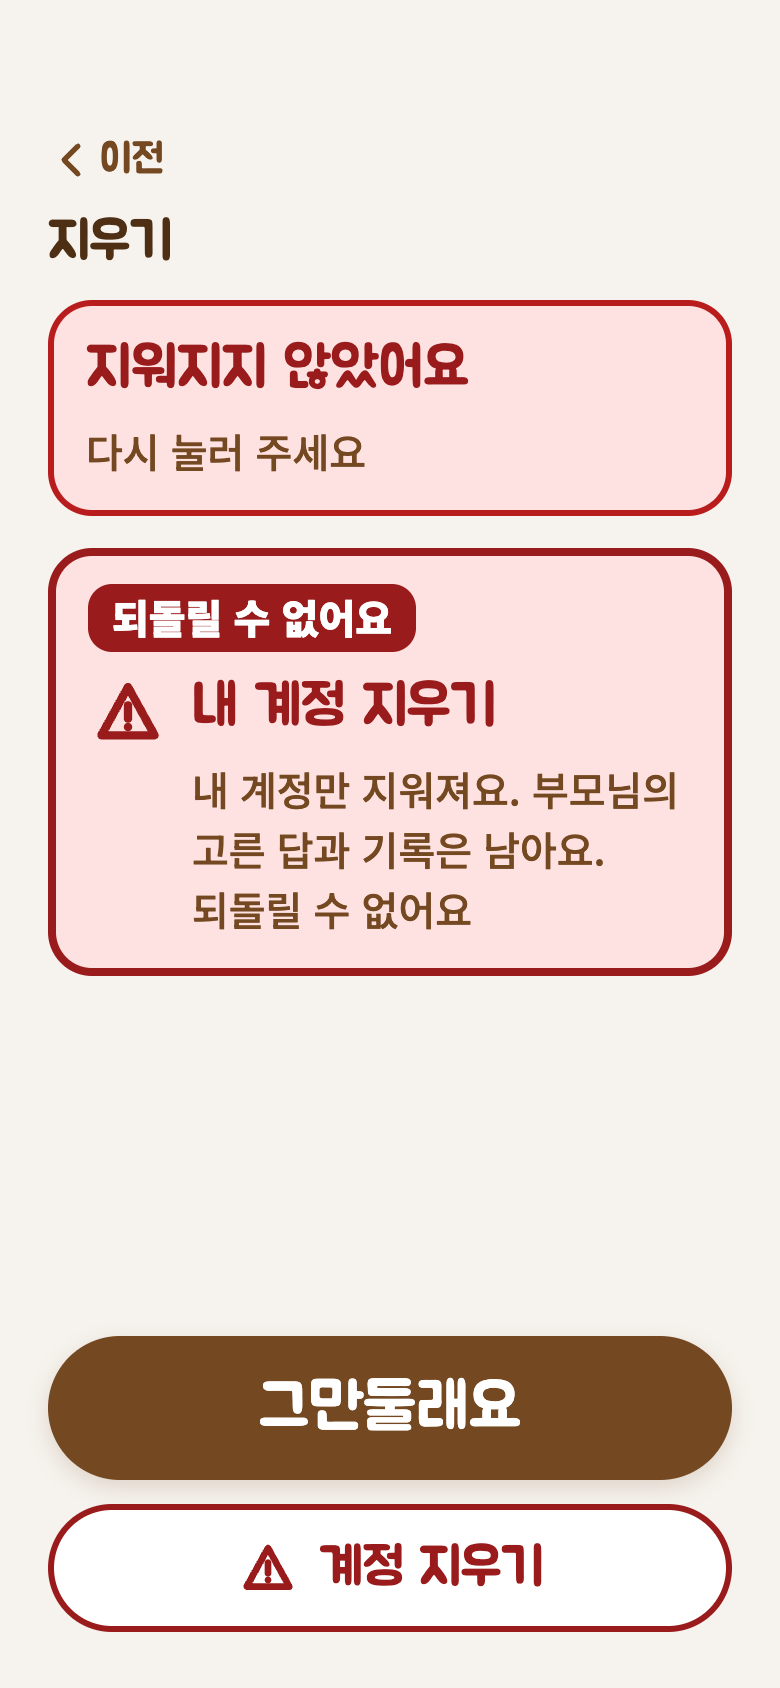 이전
지우기
지워지지 않았어요
다시 눌러 주세요
되돌릴 수 없어요
내 계정 지우기
내 계정만 지워져요. 부모님의
고른 답과 기록은 남아요.
되돌릴 수 없어요
그만둘래요
계정 지우기